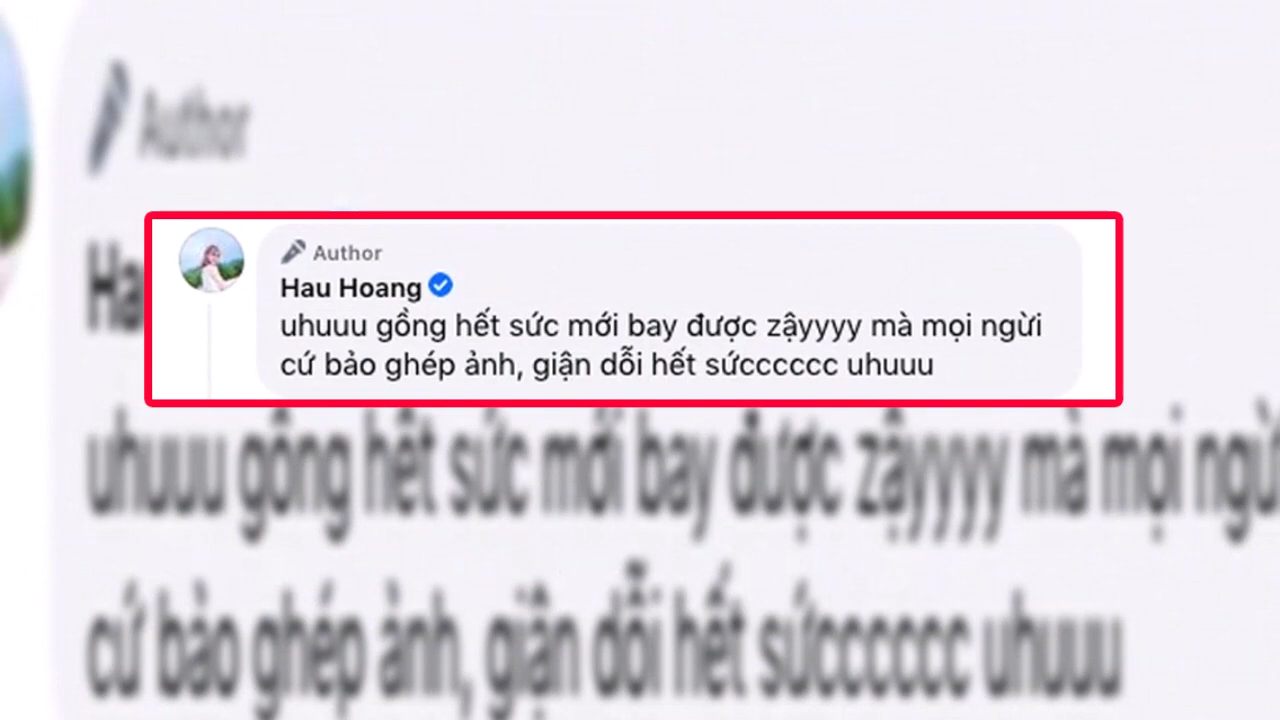 Author
Hau Hoang
uhuuu gồng hết sức mới bay được zậyyyy mà mọi ngừi
cứ bảo ghép ảnh, giận dỗi hết sứcccccc uhuuu
Author
Ha
uhuuu gồng hết sức mới bay được zậyyyy mà mọi ngừi
cứ bảo ghép ảnh, giận dỗi hết sứcccccc uhuuu